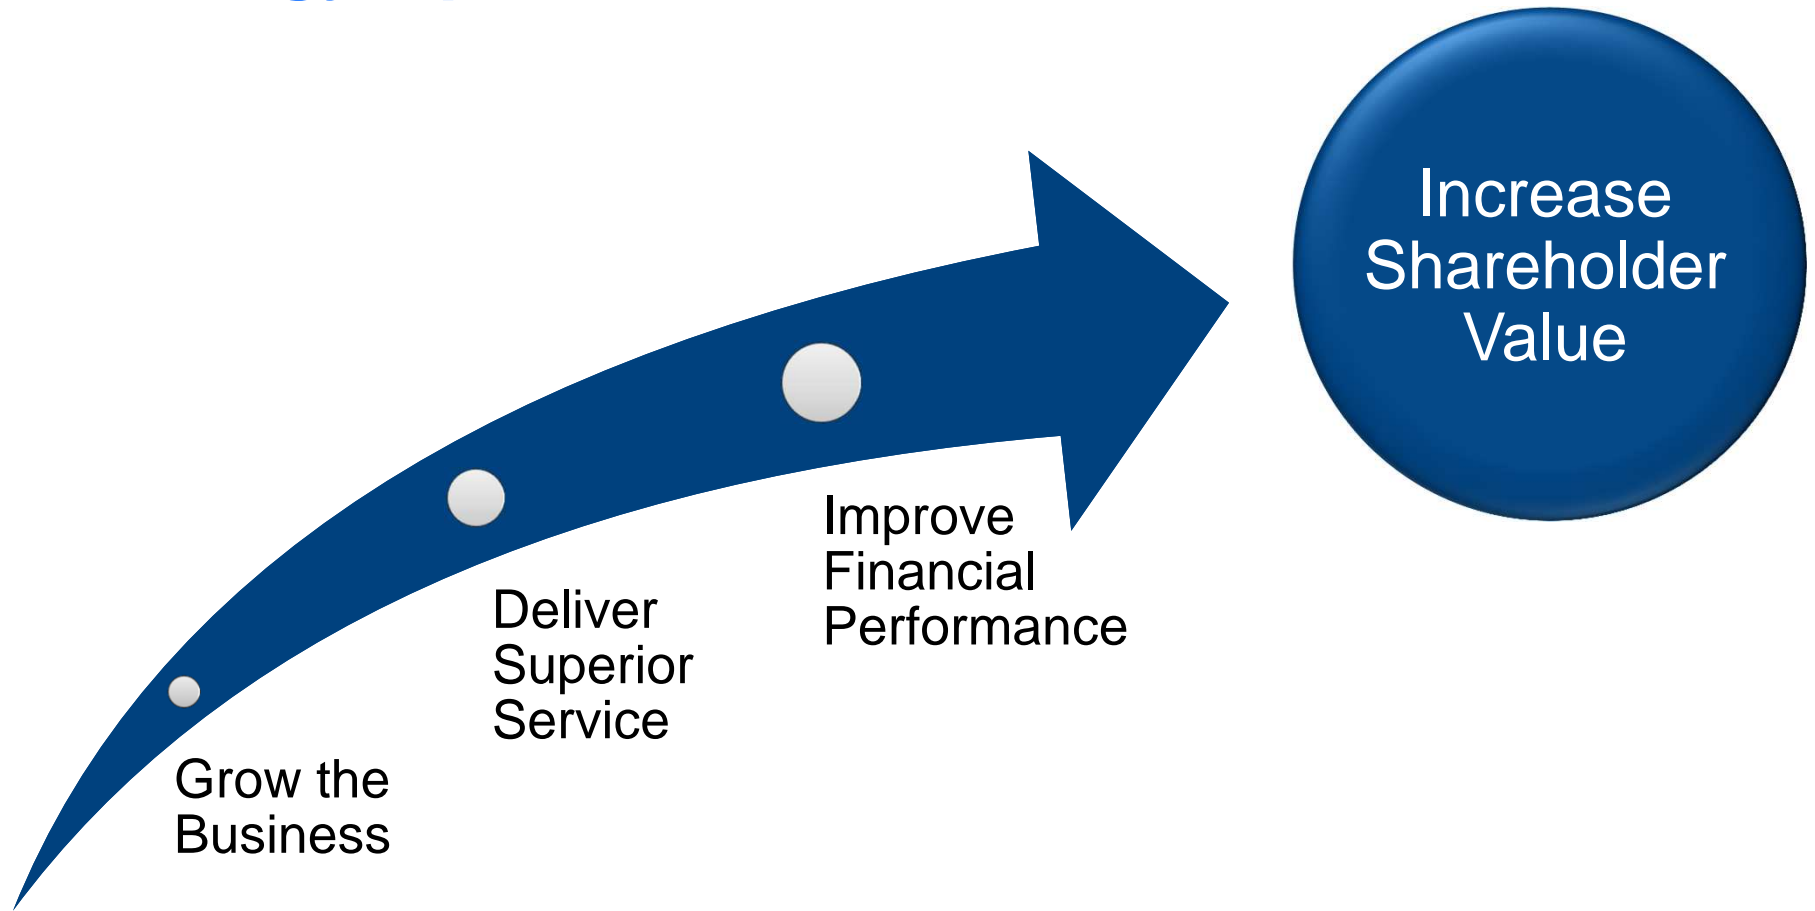 Increase
Shareholder
Value
Improve
Financial
Performance
Deliver
Superior
Service
Grow the
Business